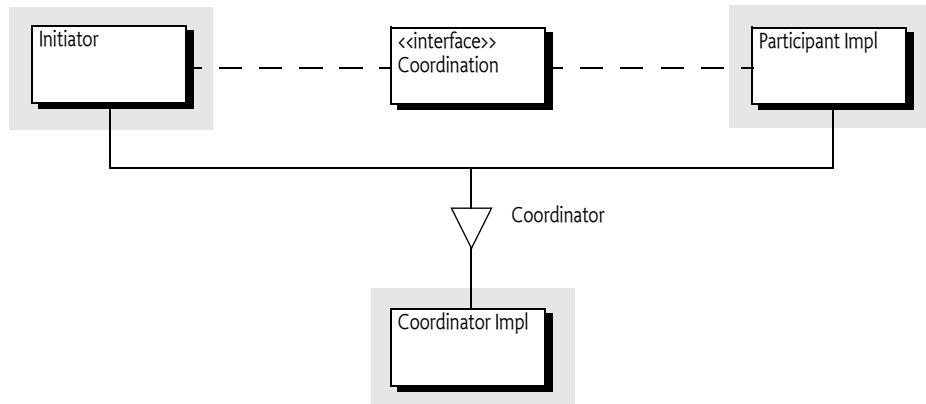 Initiator
<<interface>>
Coordination
Participant Impl
Coordinator
Coordinator Impl